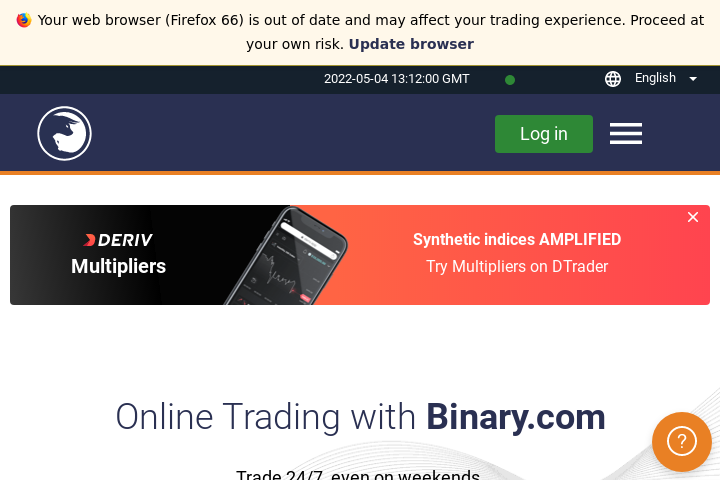 Your web browser (Firefox 66) is out of date and may affect your trading experience. Proceed at
your own risk. Update browser
2022-05-04 13:12:00 GMT
English
Log in
DERIV
Multipliers
Synthetic indices AMPLIFIED
Try Multipliers on DTrader
Online Trading with Binary.com
?
Trade 24/7, even on weekends